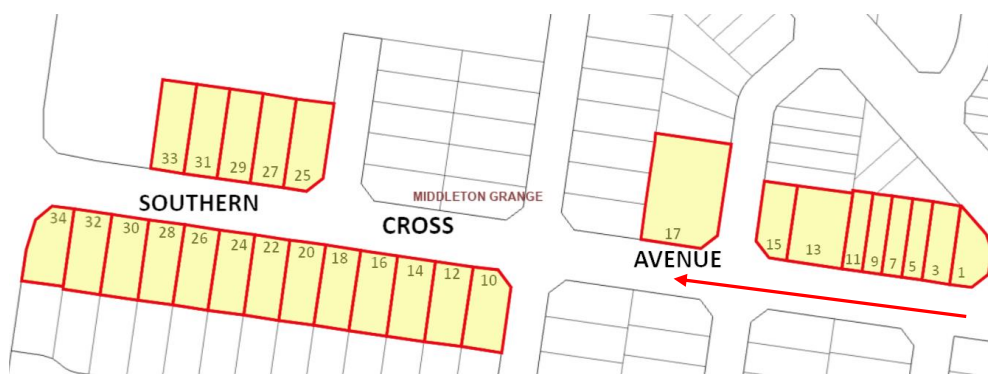 33 31 29 27 25
MIDDLETON GRANGE
SOUTHERN
CROSS
AVENUE
17
15 13 11 9 7 5 3 1
34 32 30 28 26 24 22 20 18 16 14 12 10